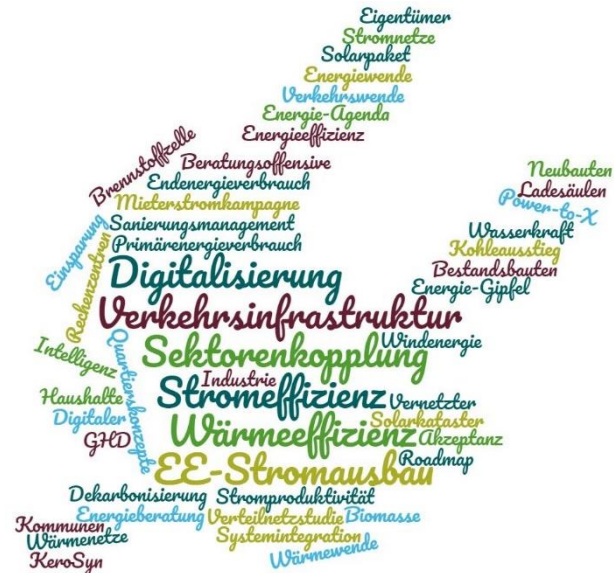 Eigentümer
Stromnetze
Solarpaket
Energiewende
Verkehrswende
Energie-Agenda
Energieeffizienz
Brennstoffzelle
Beratungsoffensive
Neubauten
Endenergieverbrauch
Ladesäulen
Mieterstromkampagne
Power-to-X
Einsparung
Sanierungsmanagement
Wasserkraft
Rechenzentren
Primärenergieverbrauch
Kohleausstieg
Digitalisierung
Bestandsbauten
Energie-Gipfel
Verkehrsinfrastruktur
Intelligenz
Quartierskonzepte
Sektorenkopplung
Windenergie
Industrie
Haushalte
Stromeffizienz
Vernetzter
Digitaler
Solarkataster
GHD
Wärmeeffizienz
Akzeptanz
EE-Stromausbau
Roadmap
Dekarbonisierung
Stromproduktivität
Kommunen
Energieberatung
Verteilnetzstudie
Biomasse
Wärmenetze
Systemintegration
KeroSyn
Wärmewende